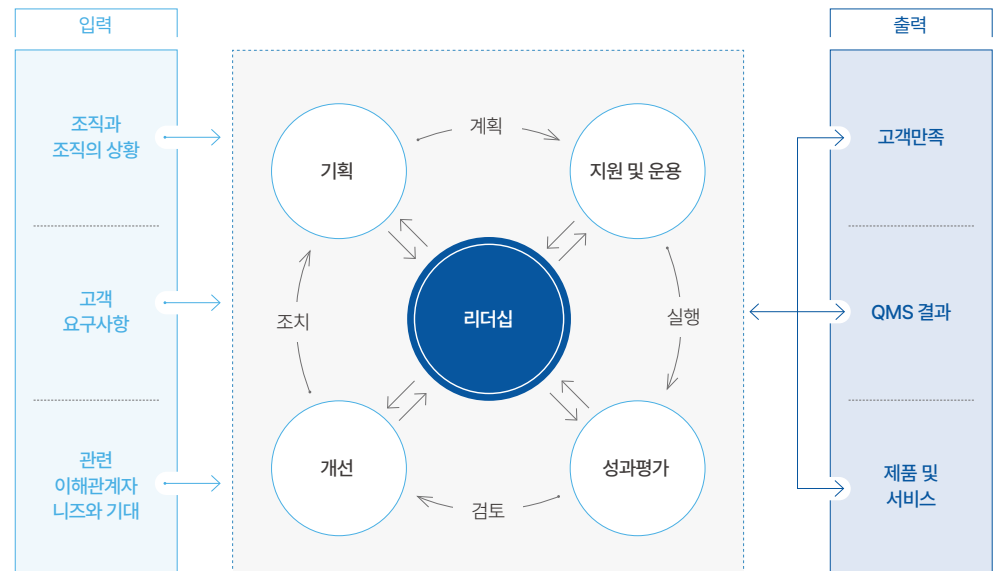 입력
조직과
조직의 상황
고객
요구사항
관련
이해관계자
니즈와 기대
기획
계획
지원 및 운용
조치
리더십
실행
개선
검토
성과평가
출력
고객만족
QMS 결과
제품 및
서비스